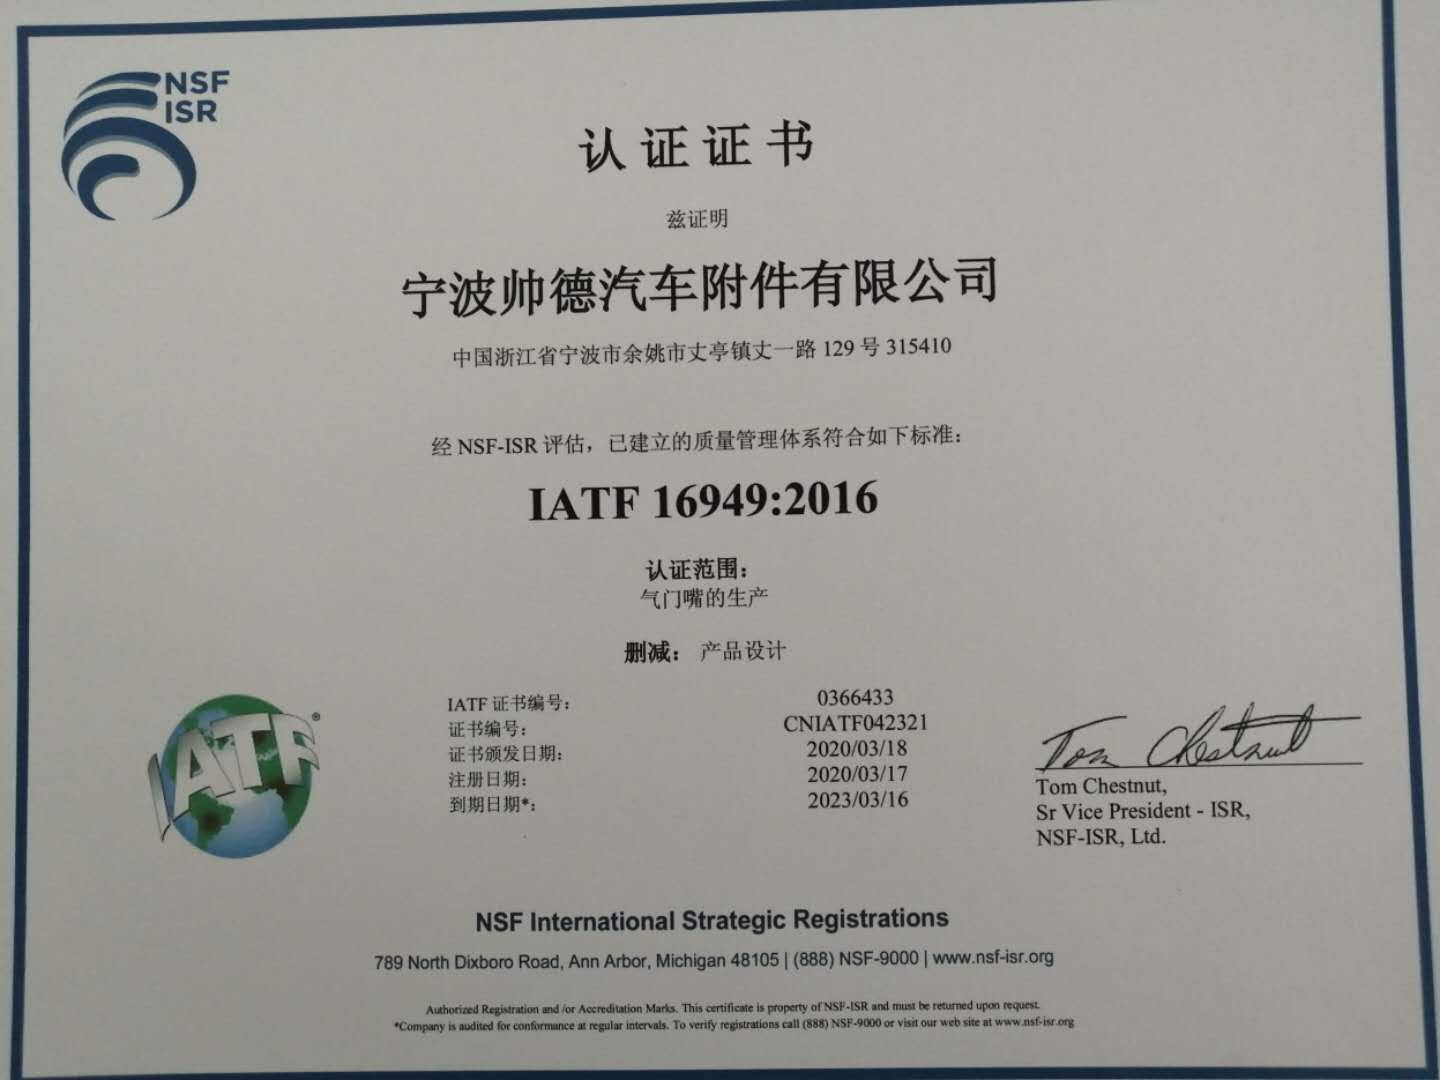 NSF
ISR
认证证书
兹证明
宁波帅德汽车附件有限公司
中国浙江省宁波市余姚市丈亭镇丈一路 129 号 315410
经 NSF-ISR 评估，已建立的质量管理体系符合如下标准：
IATF 16949:2016
认证范围：
气门嘴的生产
删减： 产品设计
IATF 证书编号： 0366433
证书编号： CNIATF042321
证书颁发日期： 2020/03/18
注册日期： 2020/03/17
到期日期*： 2023/03/16
IATF®
Tom Chestnut
Tom Chestnut,
Sr Vice President - ISR,
NSF-ISR, Ltd.
NSF International Strategic Registrations
789 North Dixboro Road, Ann Arbor, Michigan 48105 | (888) NSF-9000 | www.nsf-isr.org
Authorized Registration and /or Accreditation Marks. This certificate is property of NSF-ISR and must be returned upon request.
*Company is audited for conformance at regular intervals. To verify registrations call (888) NSF-9000 or visit our web site at www.nsf-isr.org